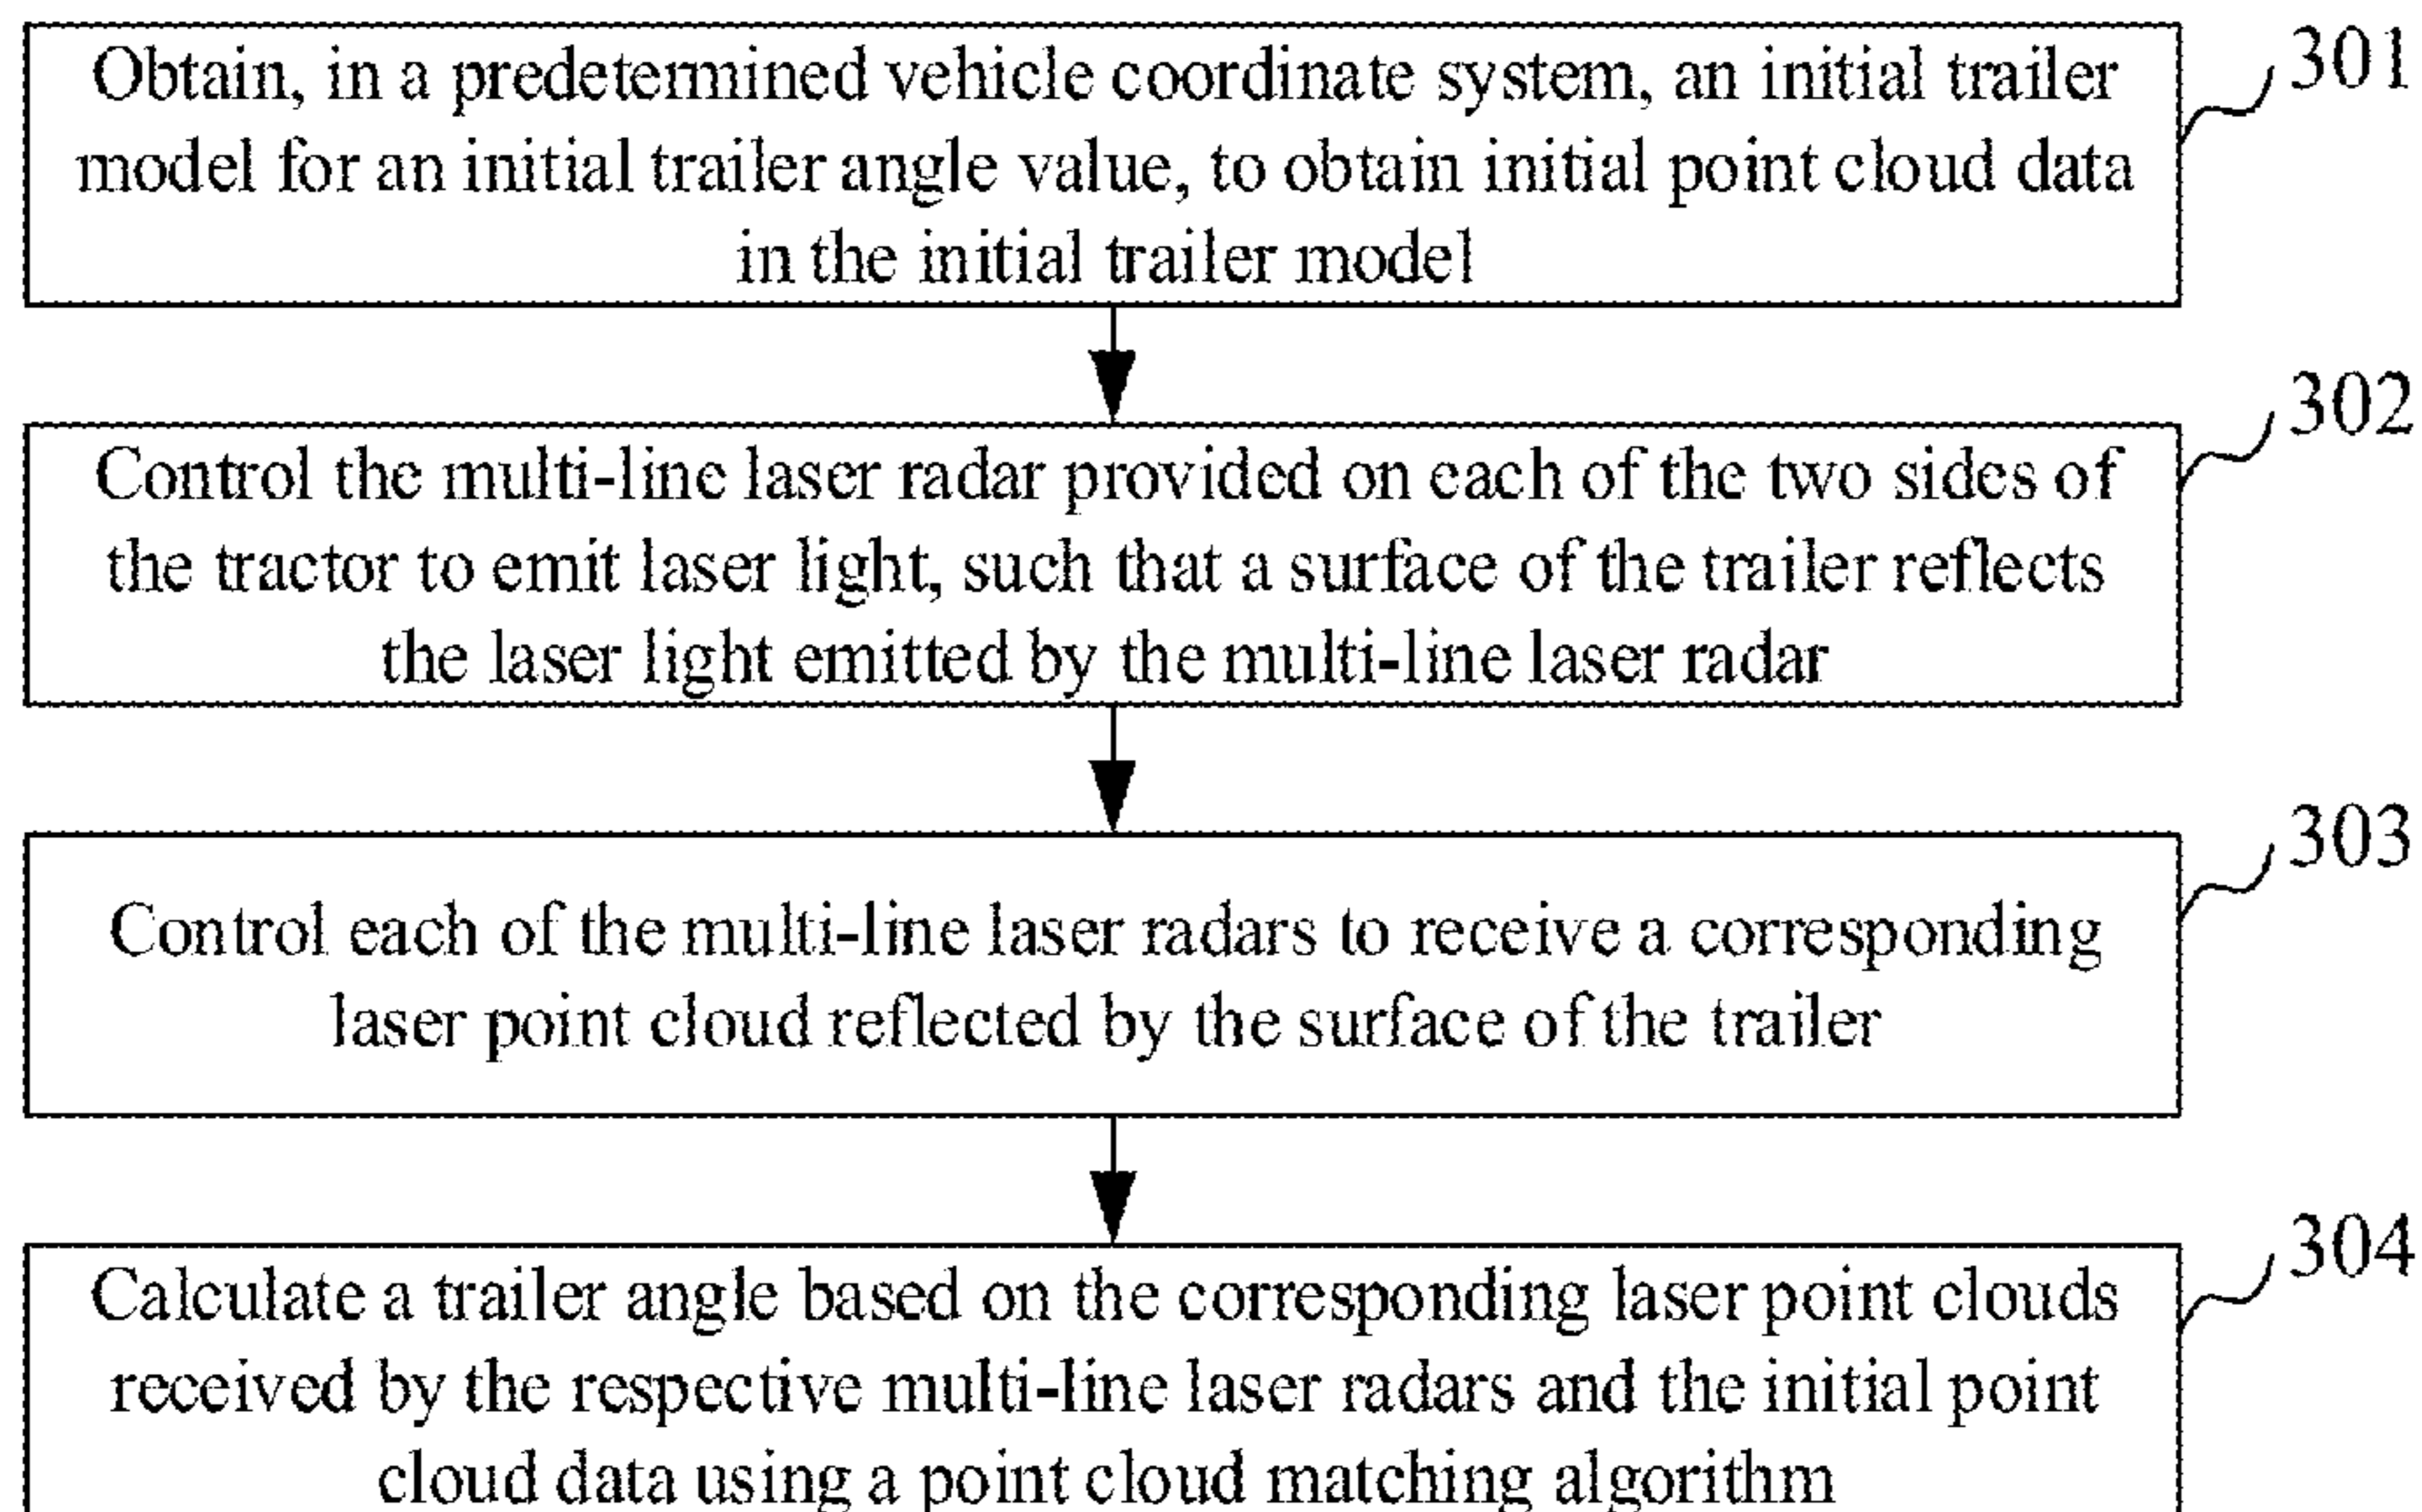 Obtain, in a predetermined vehicle coordinate system, an initial trailer
model for an initial trailer angle value, to obtain initial point cloud data
in the initial trailer model
301
Control the multi-line laser radar provided on each of the two sides of
the tractor to emit laser light, such that a surface of the trailer reflects
the laser light emitted by the multi-line laser radar
302
Control each of the multi-line laser radars to receive a corresponding
laser point cloud reflected by the surface of the trailer
303
Calculate a trailer angle based on the corresponding laser point clouds
received by the respective multi-line laser radars and the initial point
cloud data using a point cloud matching algorithm
304